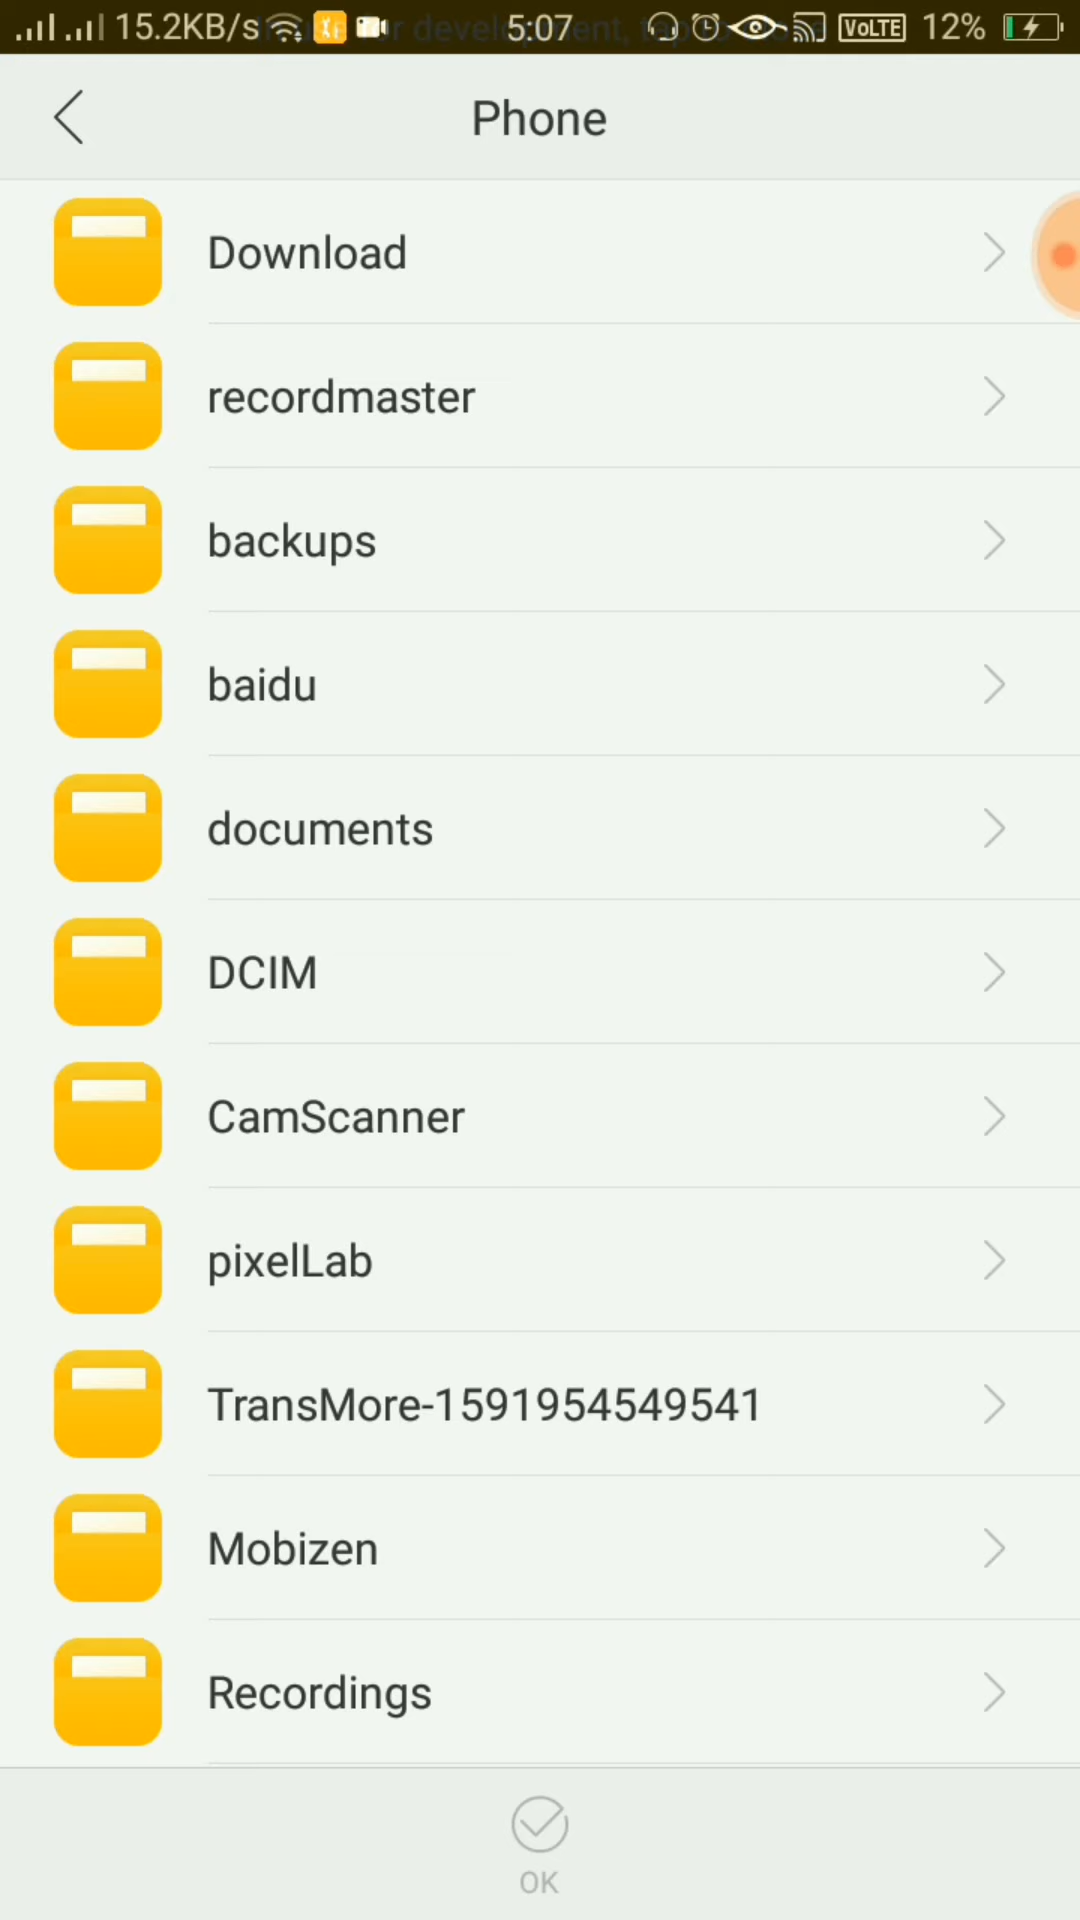 15.2KB/s 5:07 VoLTE 12%
Phone
Download
recordmaster
backups
baidu
documents
DCIM
CamScanner
pixelLab
TransMore-1591954549541
Mobizen
Recordings
OK